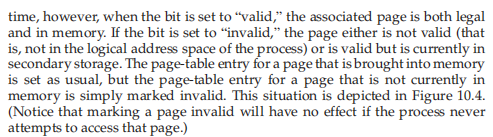 time, however, when the bit is set to “valid,” the associated page is both legal
and in memory. If the bit is set to “invalid,” the page either is not valid (that
is, not in the logical address space of the process) or is valid but is currently in
secondary storage. The page-table entry for a page that is brought into memory
is set as usual, but the page-table entry for a page that is not currently in
memory is simply marked invalid. This situation is depicted in Figure 10.4.
(Notice that marking a page invalid will have no effect if the process never
attempts to access that page.)